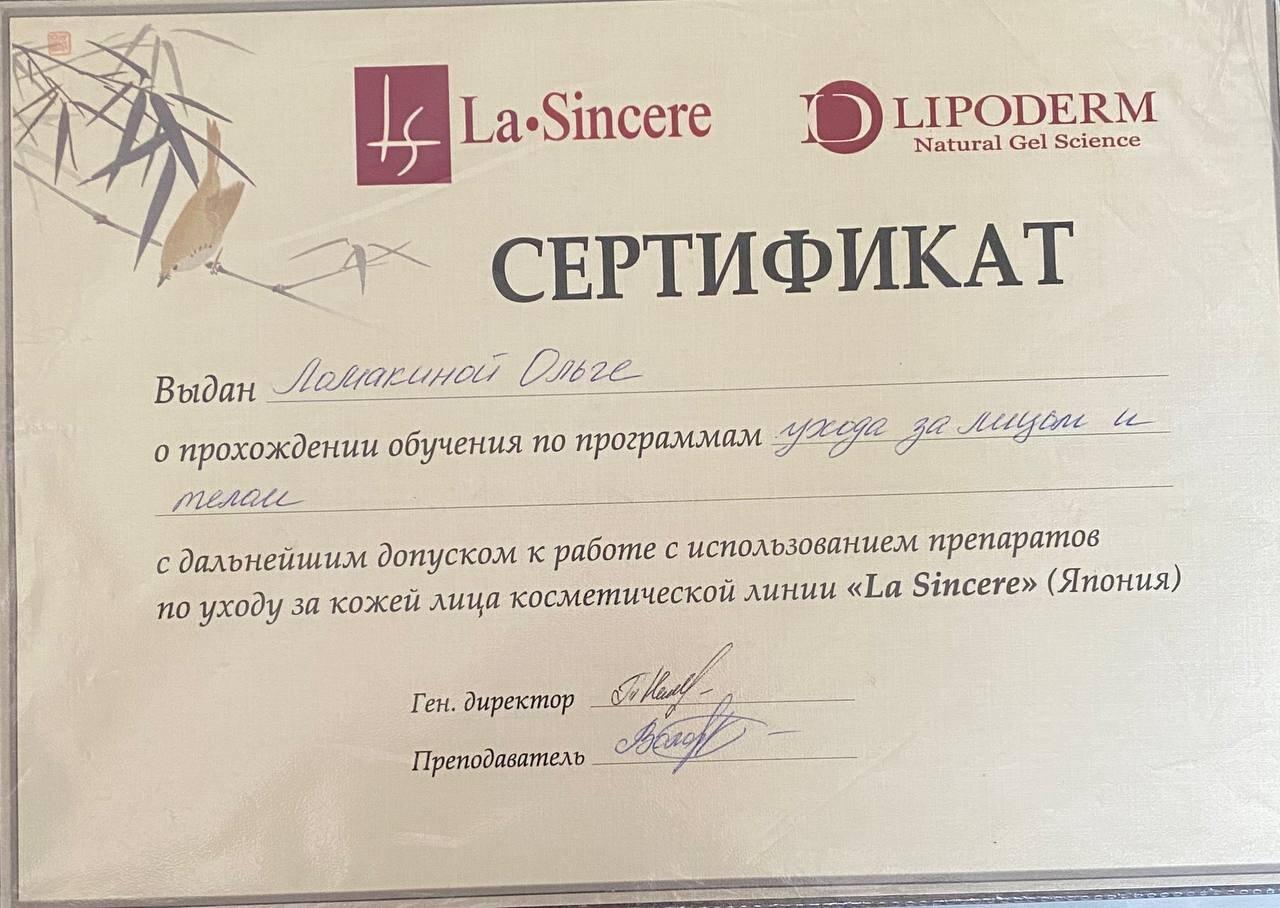 La•Sincere
LIPODERM
Natural Gel Science
СЕРТИФИКАТ
Выдан Ломакиной Ольге
о прохождении обучения по программам ухода за лицом и
телом
с дальнейшим допуском к работе с использованием препаратов
по уходу за кожей лица косметической линии «La Sincere» (Япония)
Ген. директор
Преподаватель